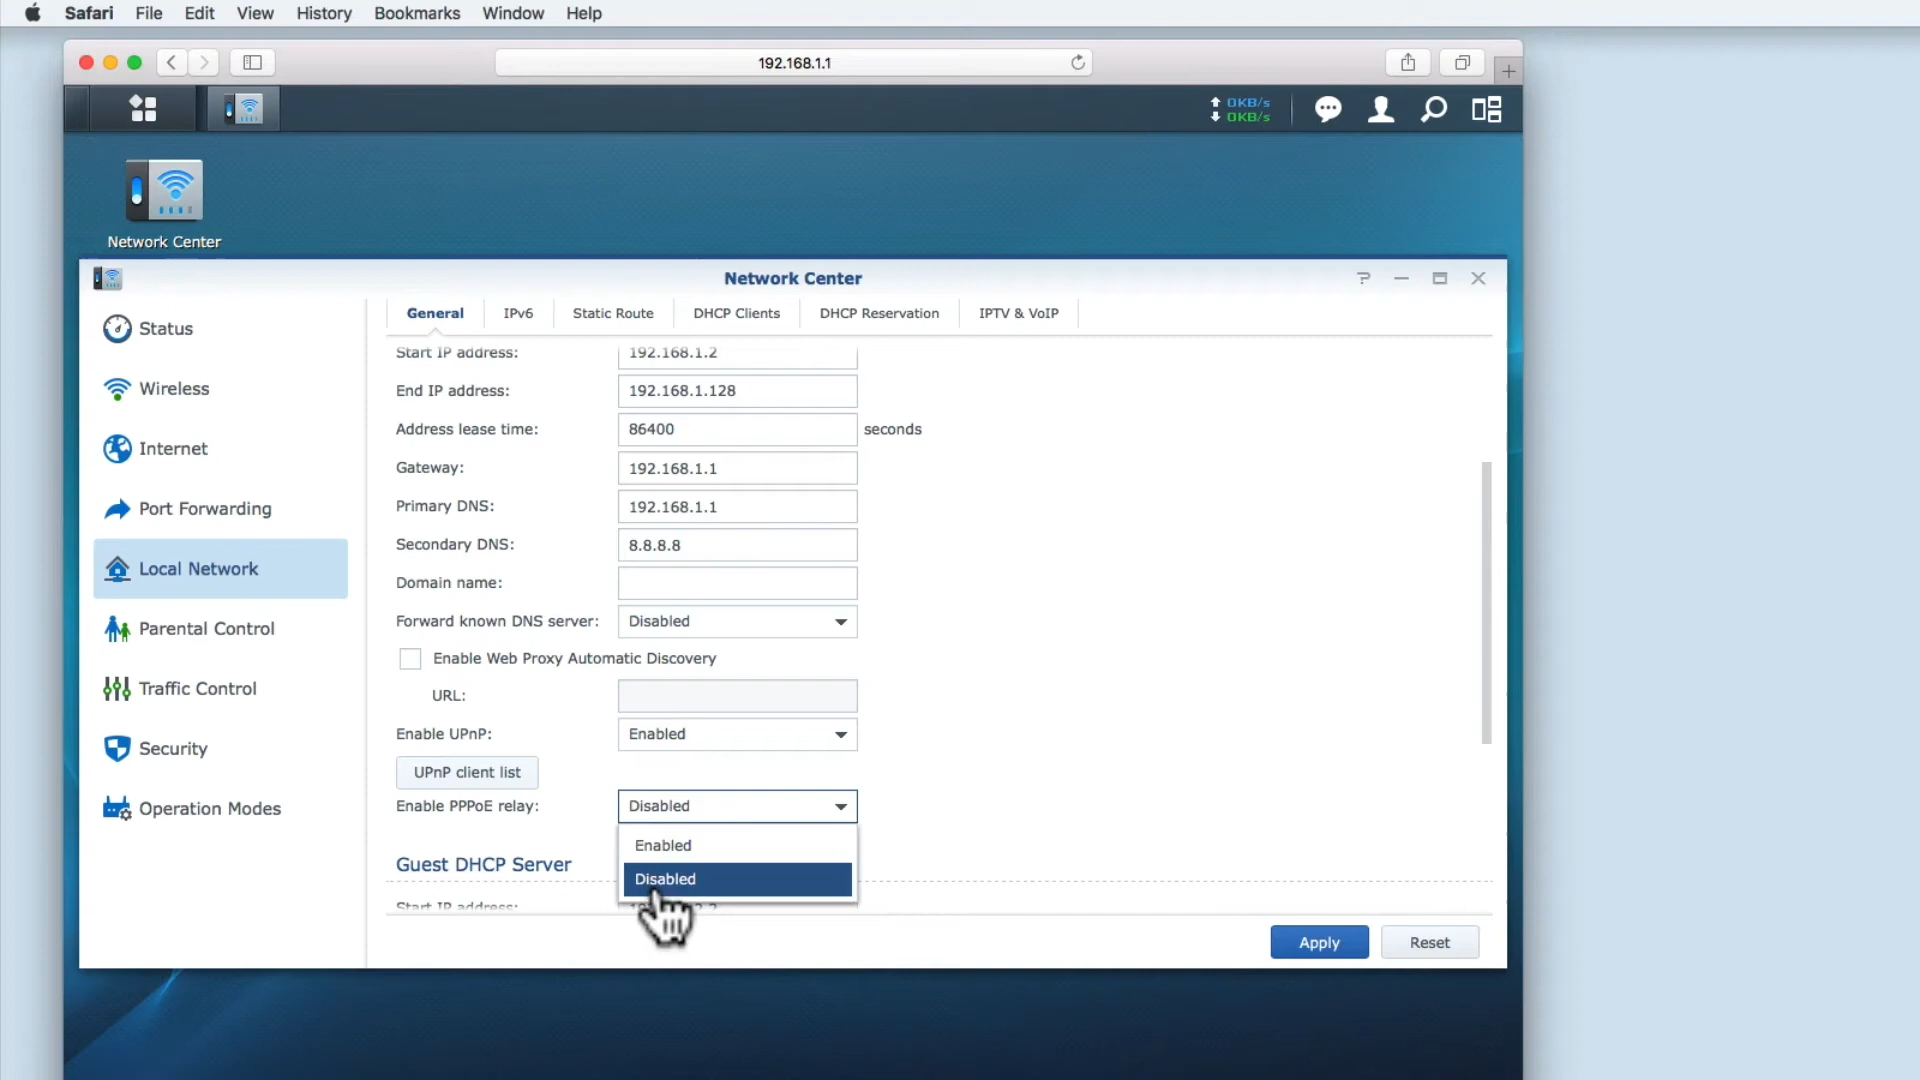 Safari File Edit View History Bookmarks Window Help
192.168.1.1
0KB/s
0KB/s
Network Center
Network Center
Status
Wireless
Internet
Port Forwarding
Local Network
Parental Control
Traffic Control
Security
Operation Modes
General IPv6 Static Route DHCP Clients DHCP Reservation IPTV & VoIP
Start IP address: 192.168.1.2
End IP address: 192.168.1.128
Address lease time: 86400 seconds
Gateway: 192.168.1.1
Primary DNS: 192.168.1.1
Secondary DNS: 8.8.8.8
Domain name:
Forward known DNS server: Disabled
Enable Web Proxy Automatic Discovery
URL:
Enable UPnP: Enabled
UPnP client list
Enable PPPoE relay: Disabled
Enabled
Disabled
Guest DHCP Server
Start IP address:
Apply Reset